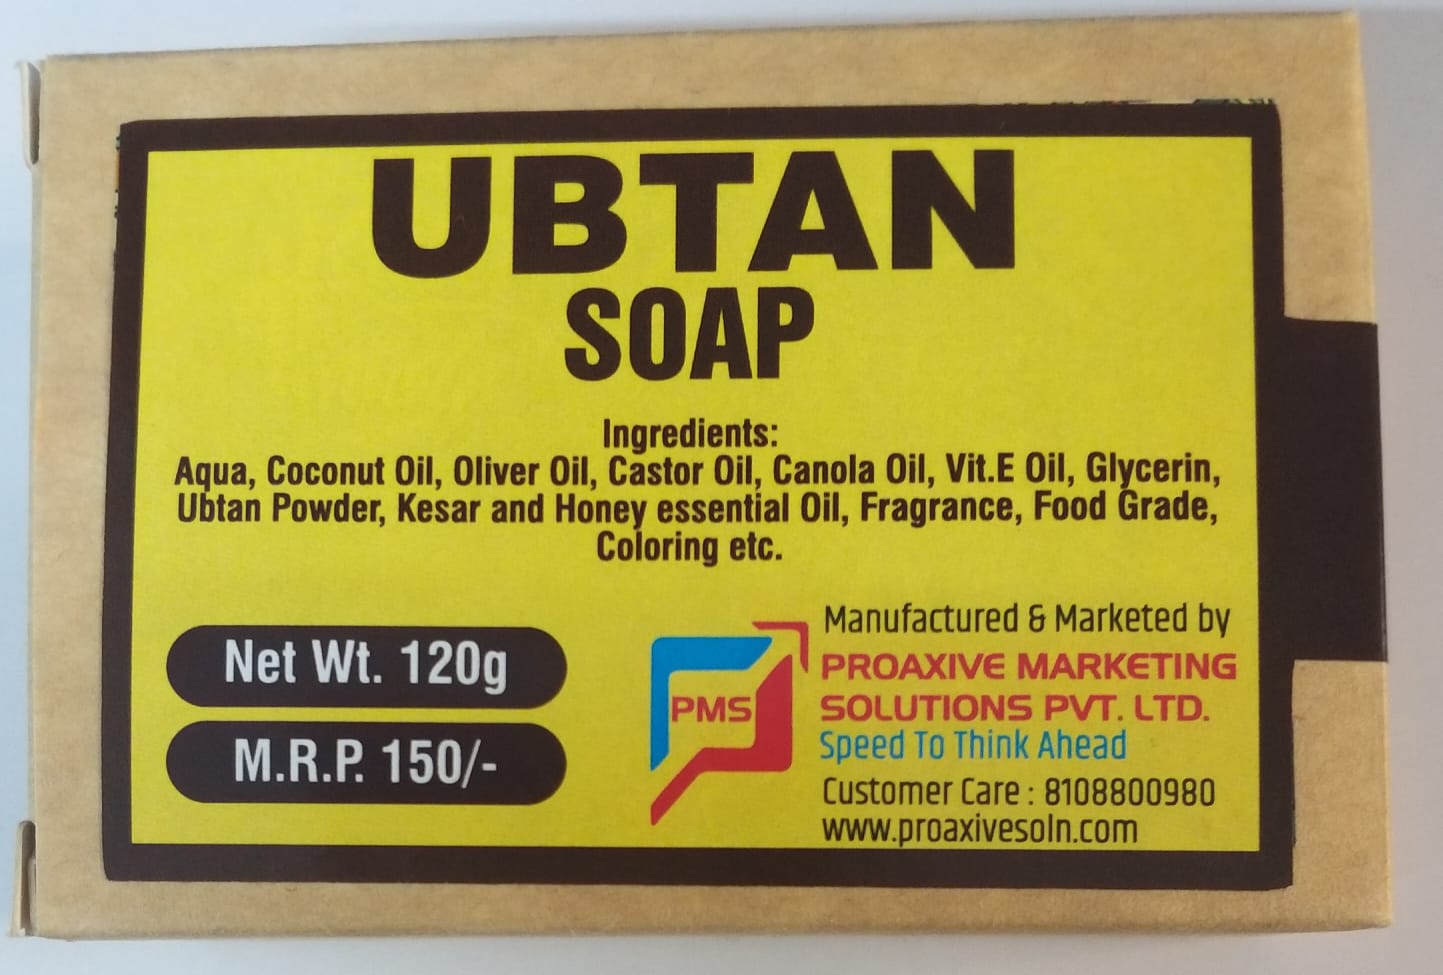 UBTAN
SOAP
Ingredients:
Aqua, Coconut Oil, Oliver Oil, Castor Oil, Canola Oil, Vit.E Oil, Glycerin,
Ubtan Powder, Kesar and Honey essential Oil, Fragrance, Food Grade,
Coloring etc.
Net Wt. 120g
M.R.P. 150/-
PMS
Manufactured & Marketed by
PROAXIVE MARKETING
SOLUTIONS PVT. LTD.
Speed To Think Ahead
Customer Care : 8108800980
www.proaxivesoln.com